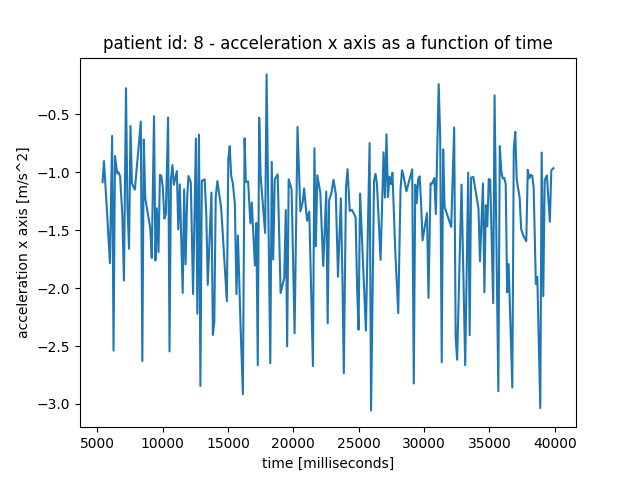 patient id: 8 - acceleration x axis as a function of time
acceleration x axis [m/s^2]
−0.5
−1.0
−1.5
−2.0
−2.5
−3.0
5000 10000 15000 20000 25000 30000 35000 40000
time [milliseconds]